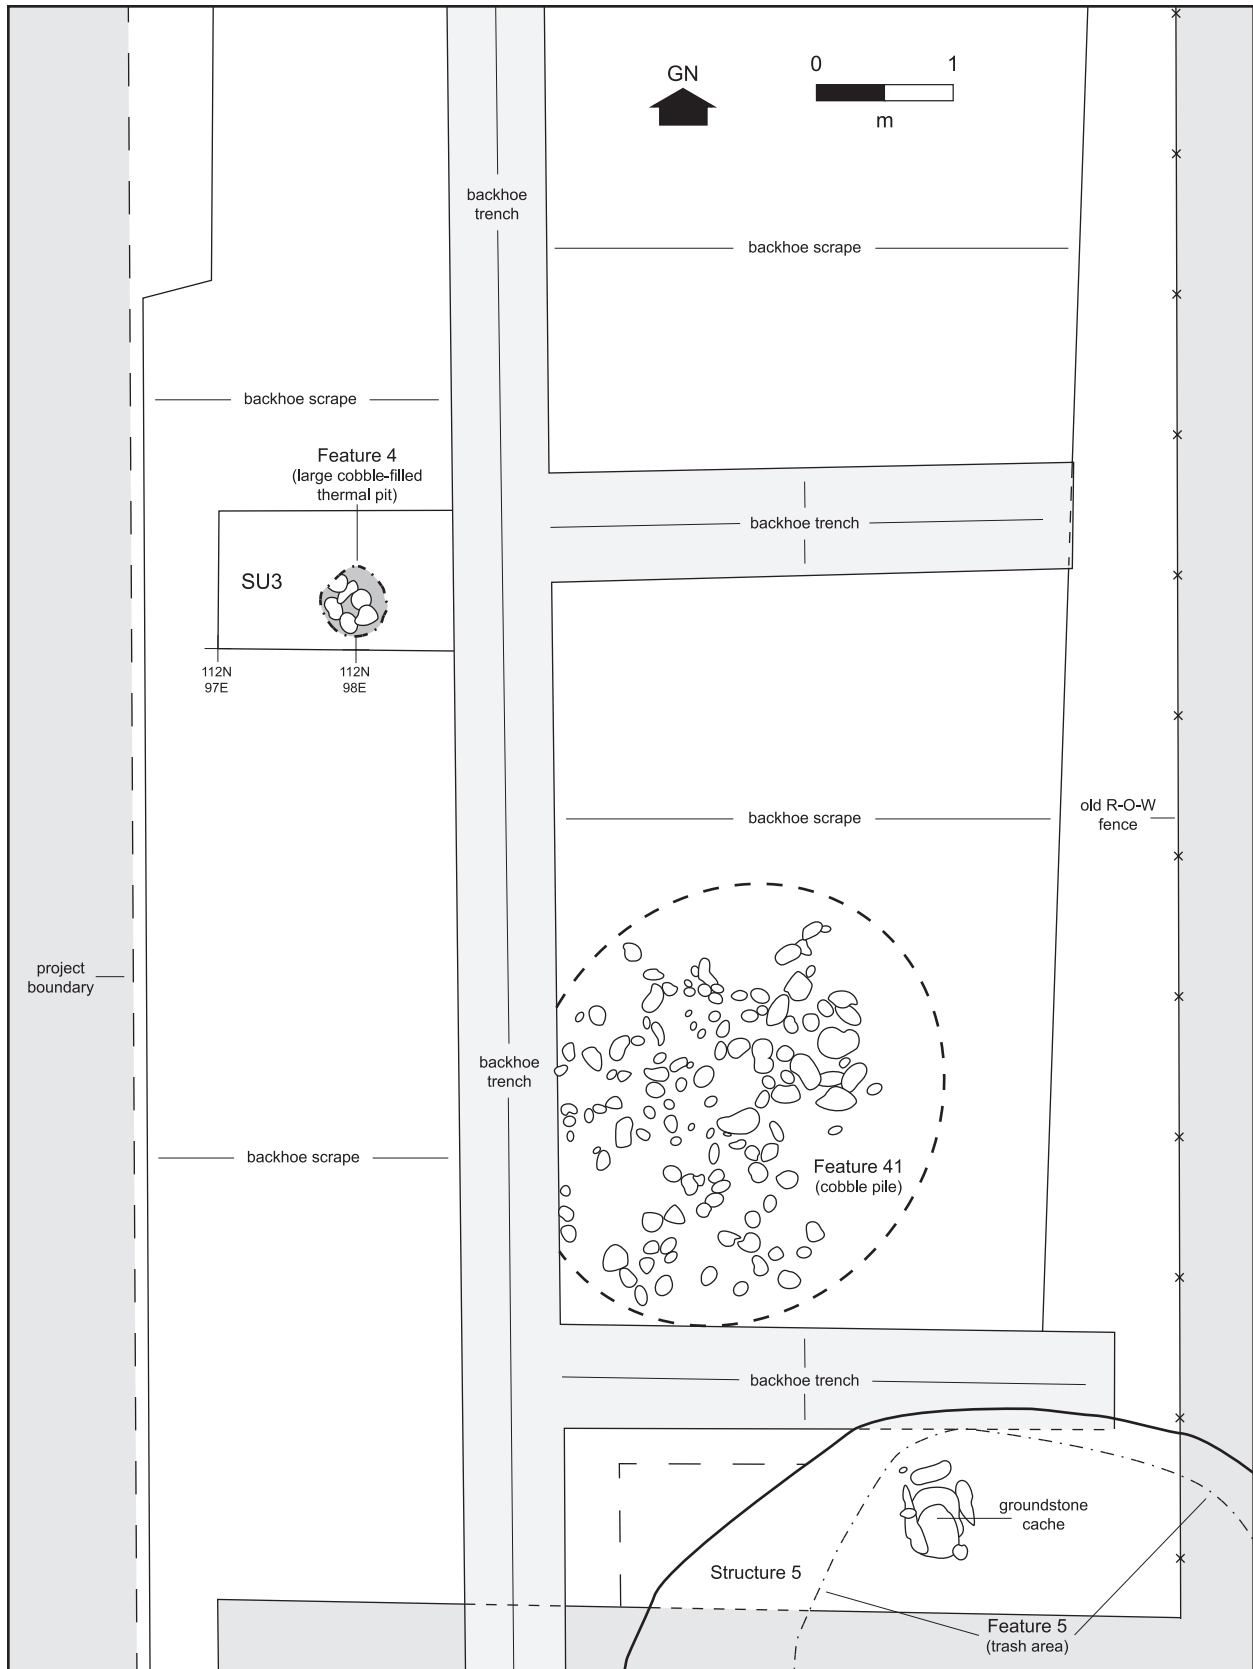 0 1
GN
m
backhoe
trench
backhoe scrape
backhoe scrape
Feature 4
(large cobble-filled
thermal pit)
backhoe trench
SU3
112N
97E
112N
98E
old R-O-W
fence
backhoe scrape
project
boundary
backhoe
trench
backhoe scrape
Feature 41
(cobble pile)
backhoe trench
groundstone
cache
Structure 5
Feature 5
(trash area)